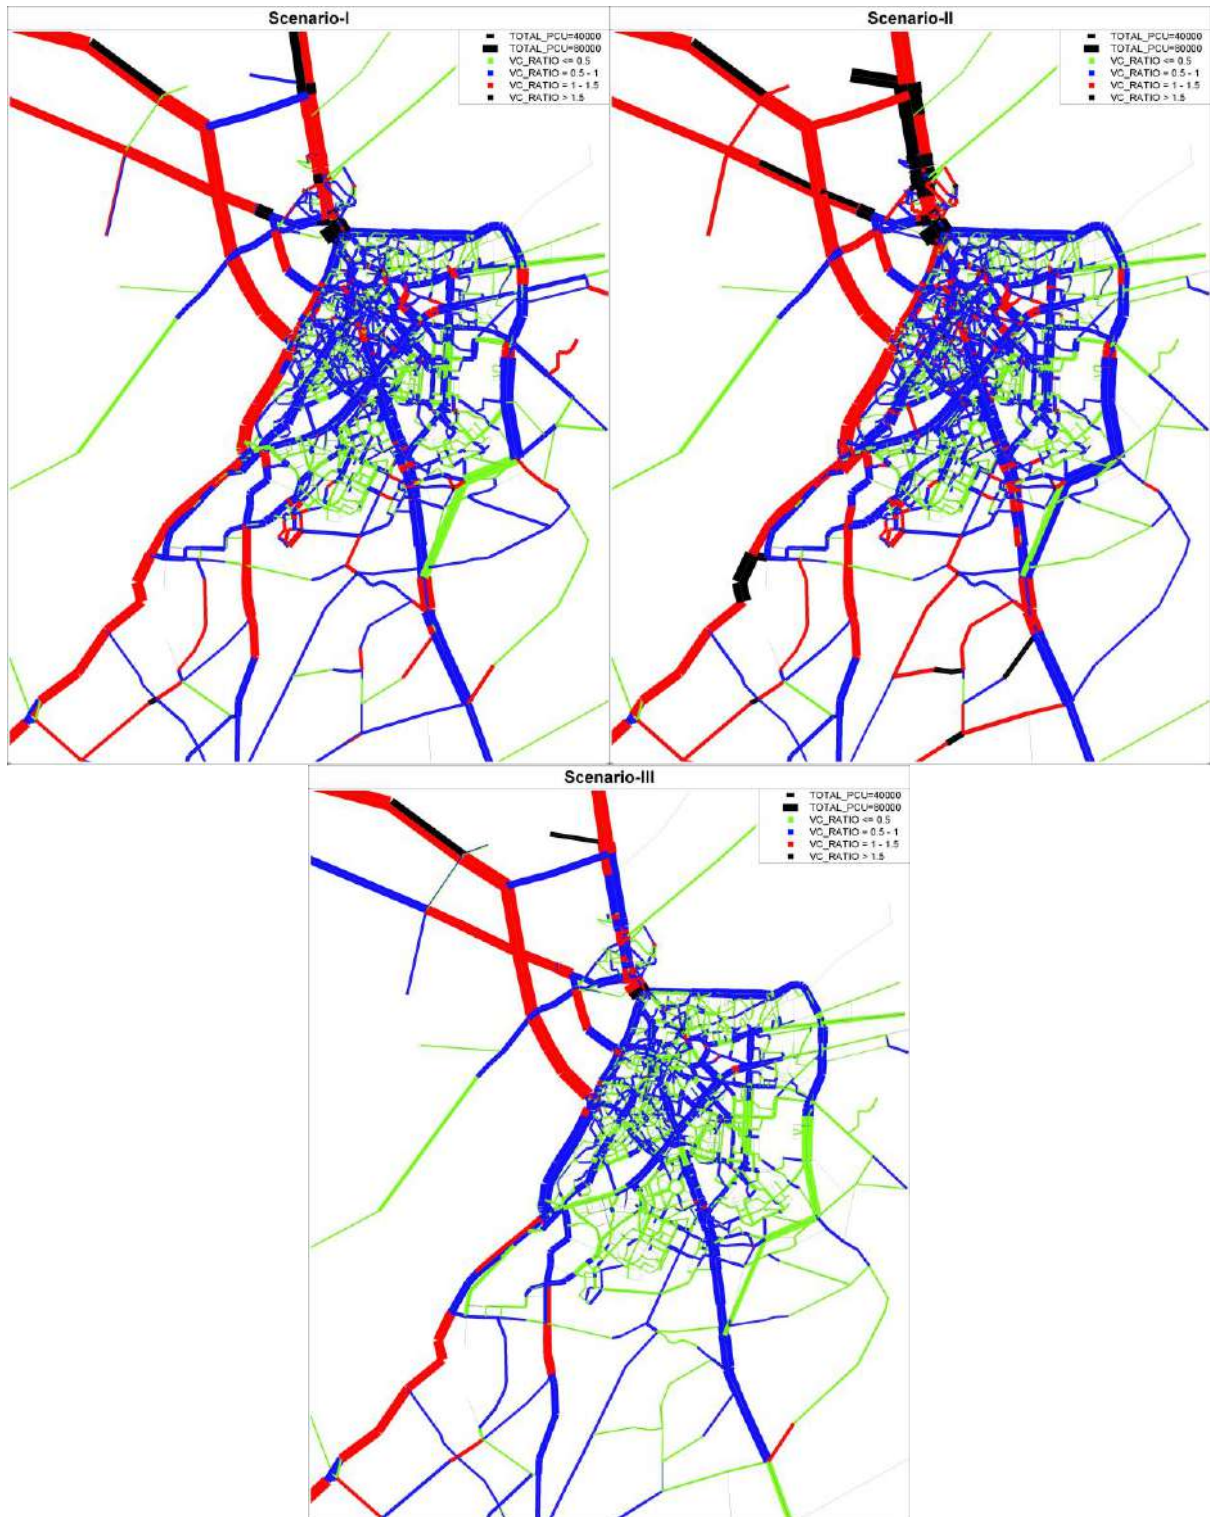 Scenario-I
TOTAL_PCU=40000
TOTAL_PCU=80000
VC_RATIO <= 0.5
VC_RATIO = 0.5 - 1
VC_RATIO = 1 - 1.5
VC_RATIO > 1.5
Scenario-II
TOTAL_PCU=40000
TOTAL_PCU=80000
VC_RATIO <= 0.5
VC_RATIO = 0.5 - 1
VC_RATIO = 1 - 1.5
VC_RATIO > 1.5
Scenario-III
TOTAL_PCU=40000
TOTAL_PCU=80000
VC_RATIO <= 0.5
VC_RATIO = 0.5 - 1
VC_RATIO = 1 - 1.5
VC_RATIO > 1.5